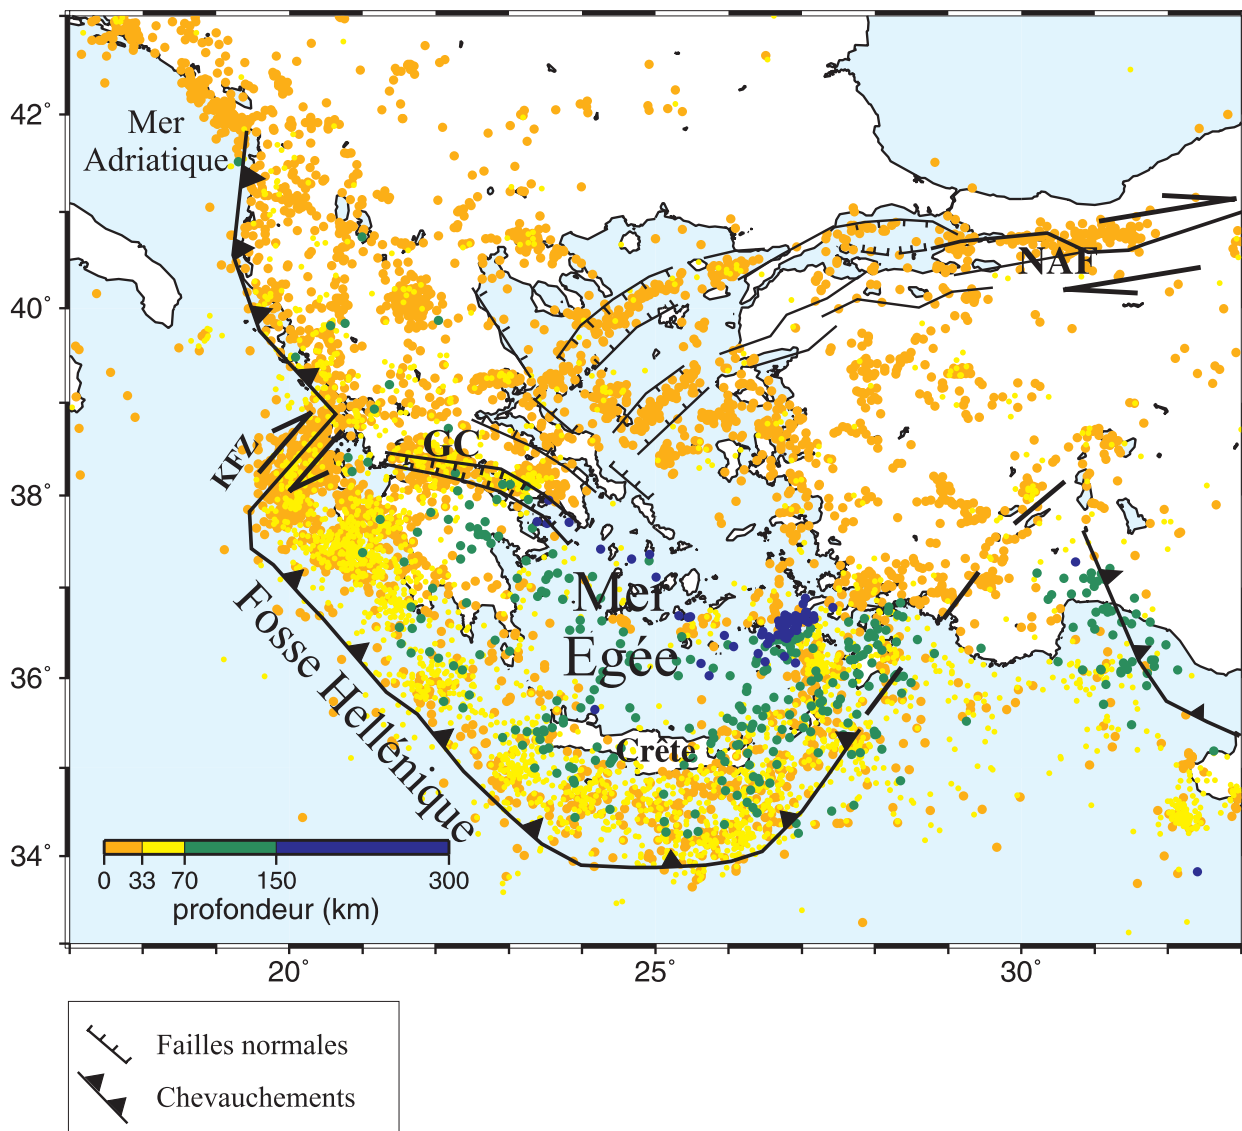 42°
40°
38°
36°
34°
Mer
Adriatique
NAF
GC
KFZ
Mer
Egée
Fosse Hellénique
Crête
0 33 70 150 300
profondeur (km)
20° 25° 30°
Failles normales
Chevauchements